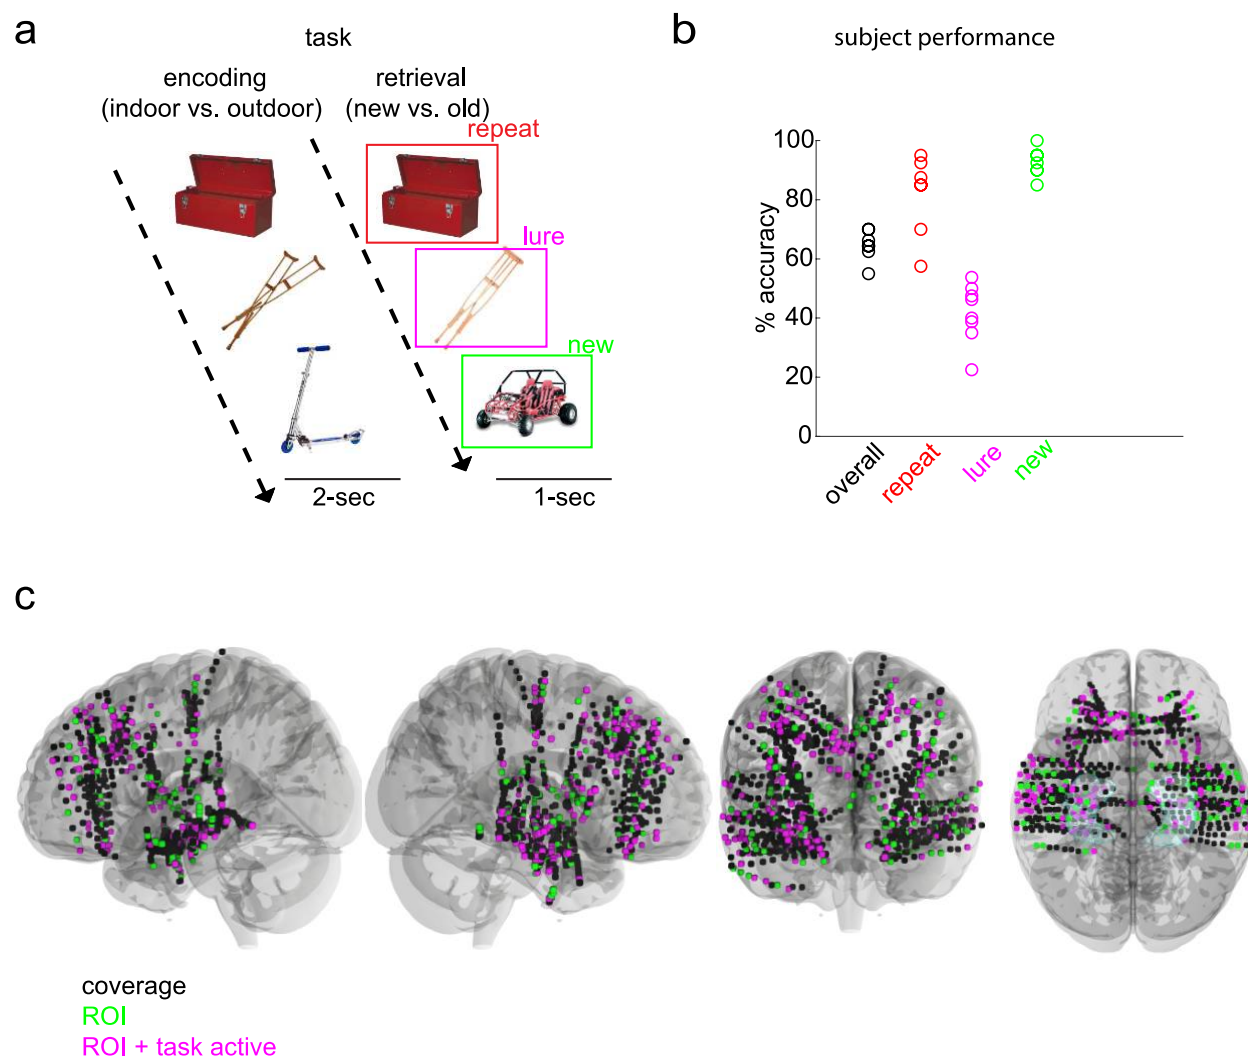 a
task
encoding
(indoor vs. outdoor)
retrieval
(new vs. old)
repeat
lure
new
2-sec
1-sec
b
subject performance
% accuracy
100
80
60
40
20
0
overall
repeat
lure
new
c
coverage
ROI
ROI + task active